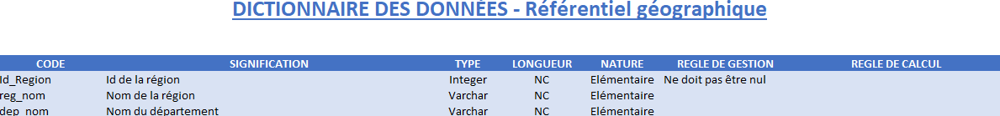 DICTIONNAIRE DES DONNÉES - Référentiel géographique
CODE SIGNIFICATION TYPE LONGUEUR NATURE REGLE DE GESTION REGLE DE CALCUL
Id_Region Id de la région Integer NC Elémentaire Ne doit pas être nul
reg_nom Nom de la région Varchar NC Elémentaire
dep_nom Nom du département Varchar NC Elémentaire